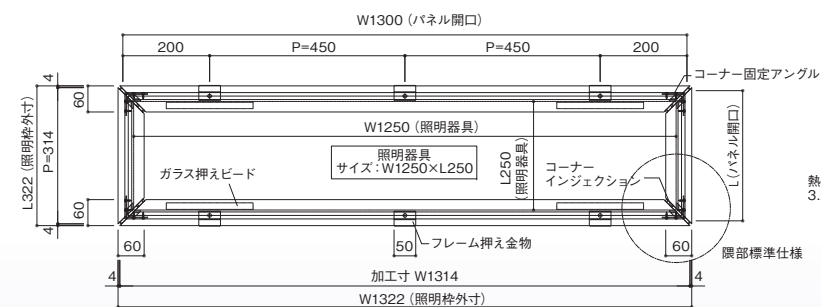 W1300 (パネル開口)
200
P=450
P=450
200
コーナー固定アングル
4
60
L322 (照明枠外寸)
P=314
60
4
W1250 (照明器具)
照明器具
サイズ：W1250×L250
L250
(照明器具)
ガラス押えビード
コーナー
インジェクション
L (パネル開口)
熱
3.
60
50
フレーム押え金物
60
隅部標準仕様
4
加工寸 W1314
4
W1322 (照明枠外寸)